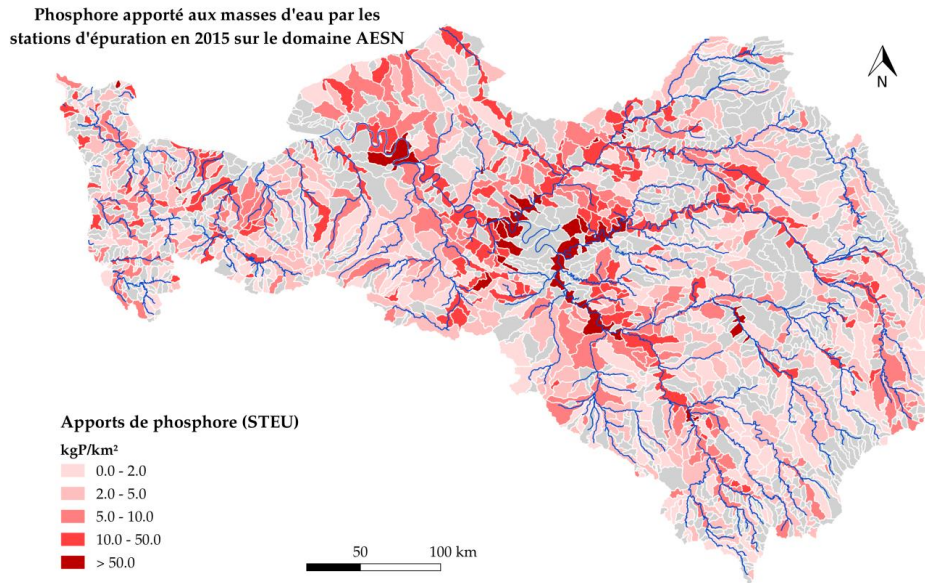 Phosphore apporté aux masses d'eau par les
stations d'épuration en 2015 sur le domaine AESN
N
Apports de phosphore (STEU)
kgP/km²
0.0 - 2.0
2.0 - 5.0
5.0 - 10.0
10.0 - 50.0
> 50.0
50 100 km